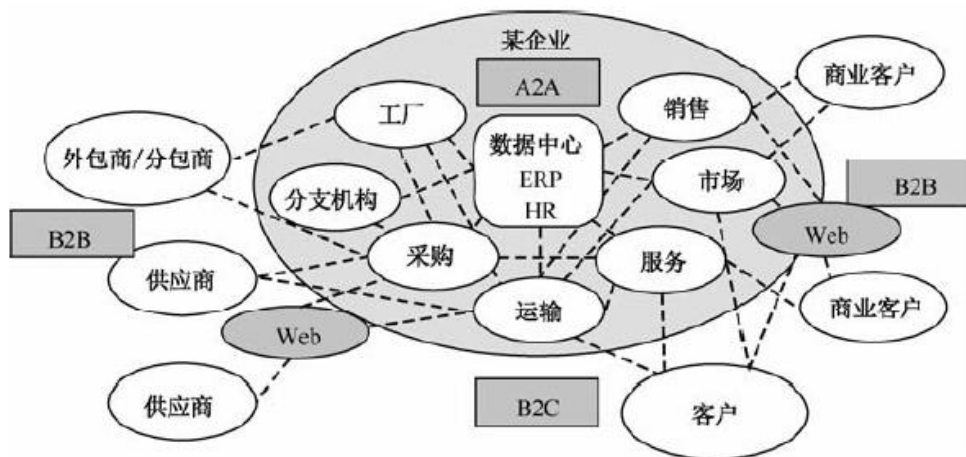 某企业
A2A
商业客户
工厂
销售
外包商/分包商
数据中心
ERP
HR
分支机构
市场
B2B
B2B
采购
服务
Web
供应商
运输
商业客户
Web
供应商
B2C
客户